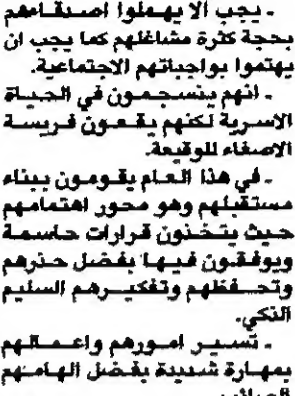 - يجب الا يهملوا اصدقاءهم
بحجة كثرة مشاغلهم كما يجب ان
يهتموا بواجباتهم الاجتماعية.
- انهم ينسجمون في الحياة
الاسرية لكنهم يقعون فريسة
الاصغاء للوقيعة.
- في هذا العام يقومون ببناء
مستقبلهم وهو محور اهتمامهم
حيث يتخذون قرارات حاسمة
ويوفقون فيها بفضل حذرهم
وتحفظهم وتفكيرهم السليم
الذكي.
- تسير امورهم واعمالهم
بمهارة شديدة بفضل الهامهم